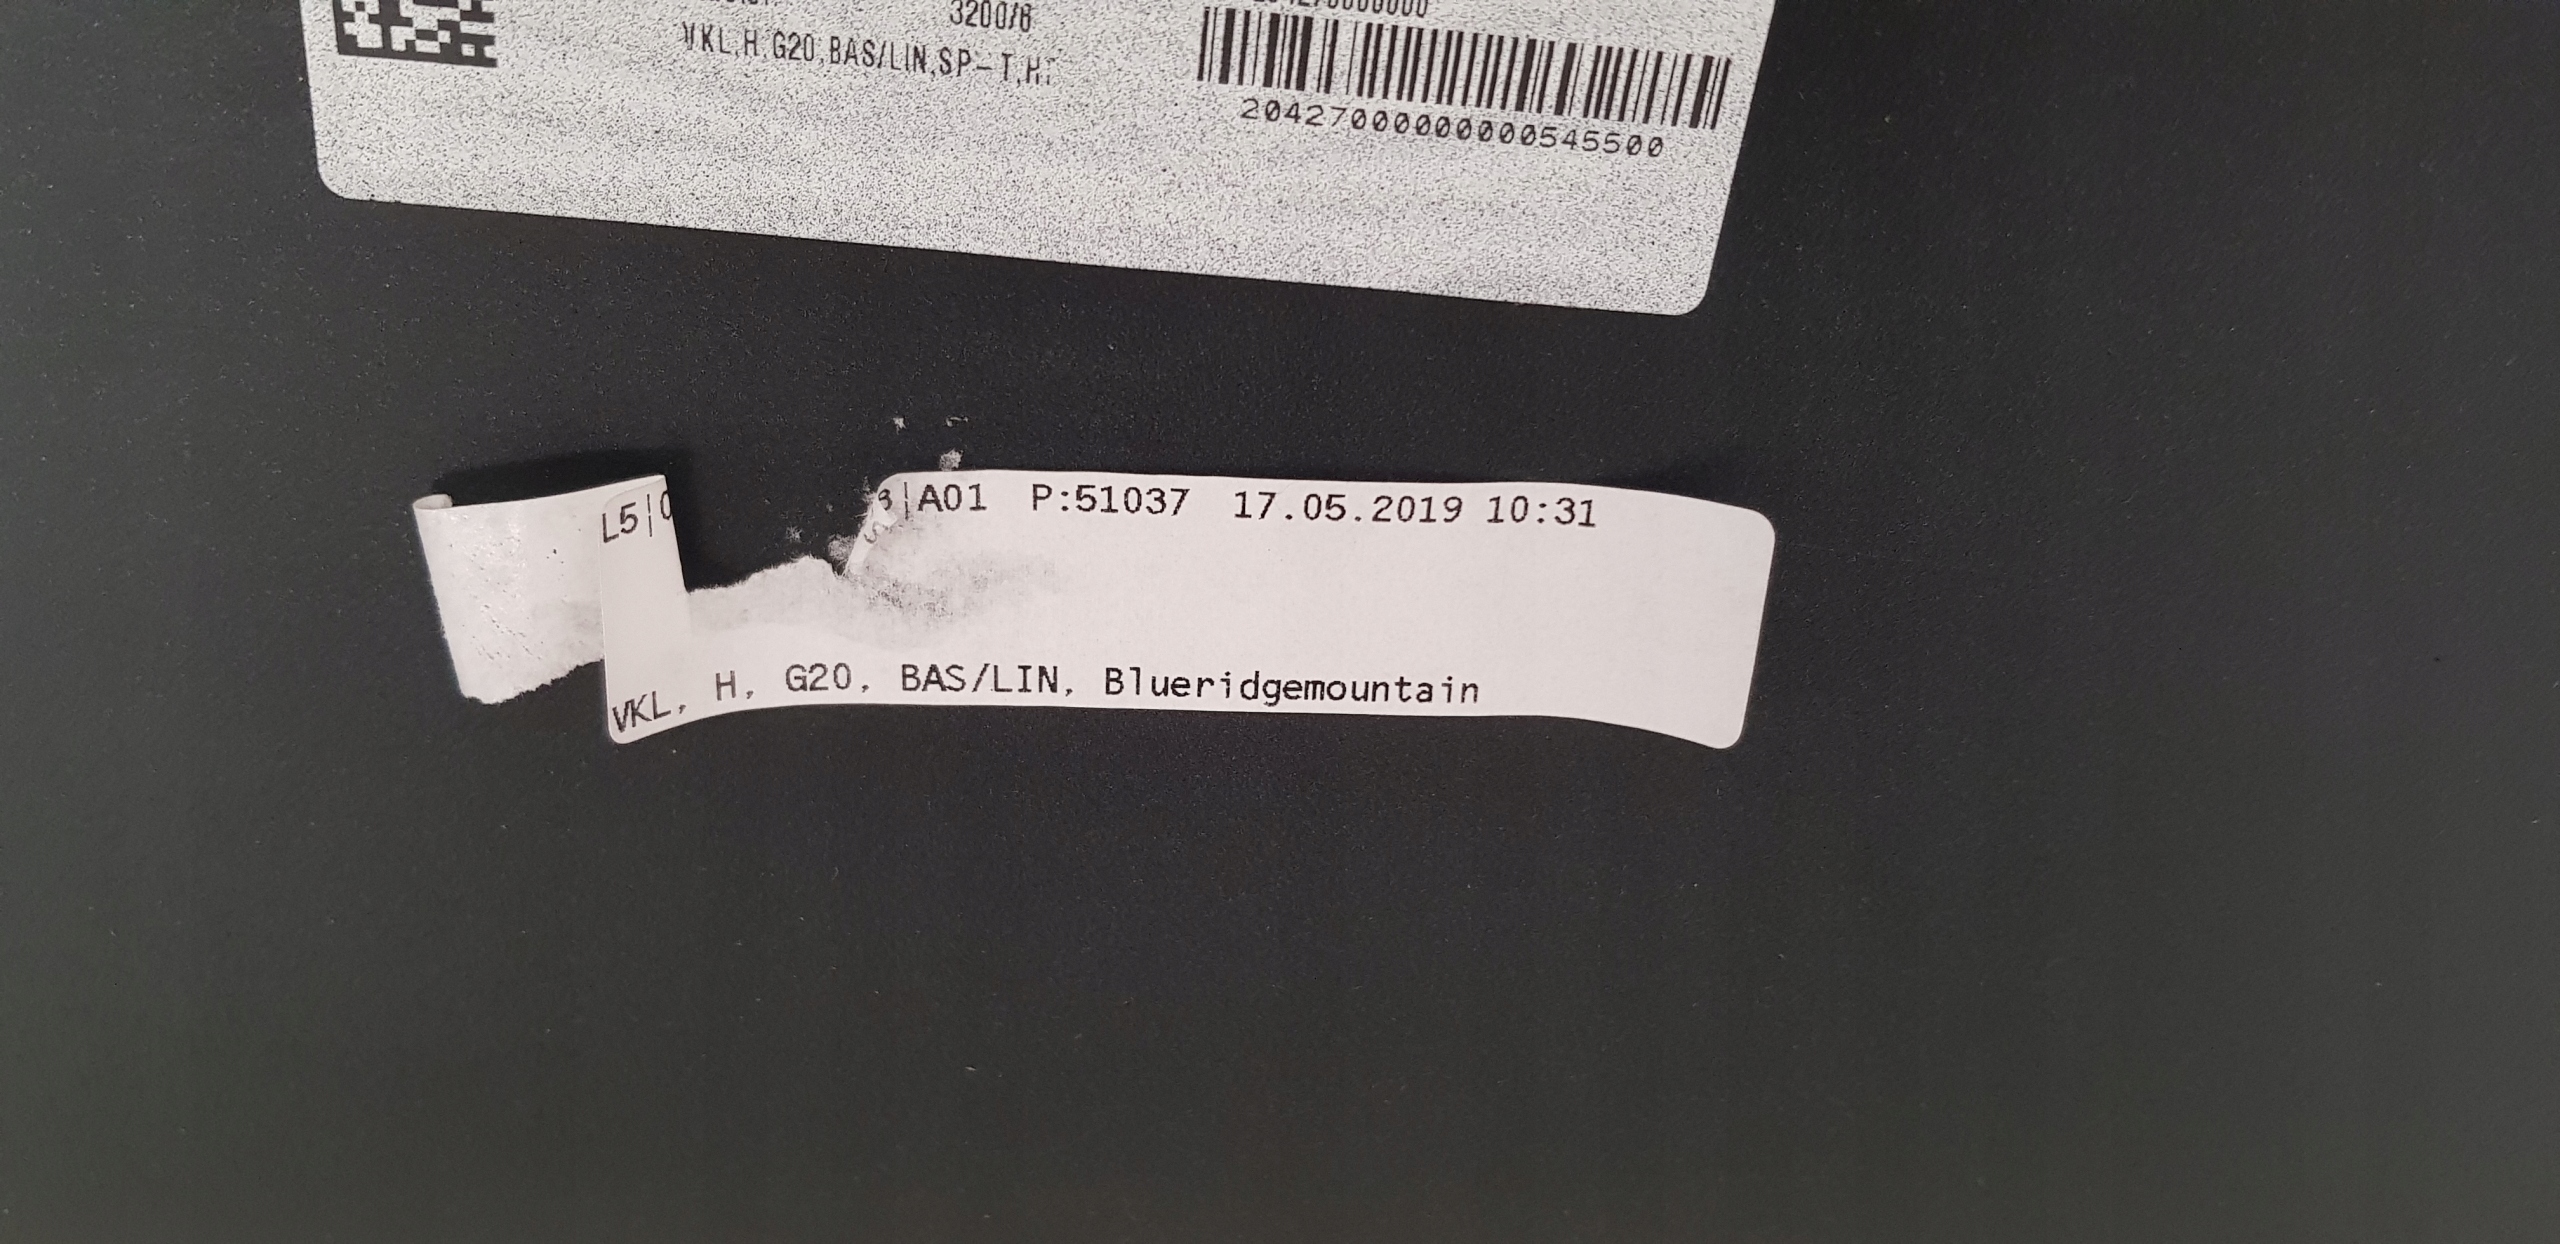 3200/6
VKL,H,G20,BAS/LIN,SP-T,H
20427000000000545500
L5|
|A01 P:51037 17.05.2019 10:31
VKL, H, G20, BAS/LIN, Blueridgemountain